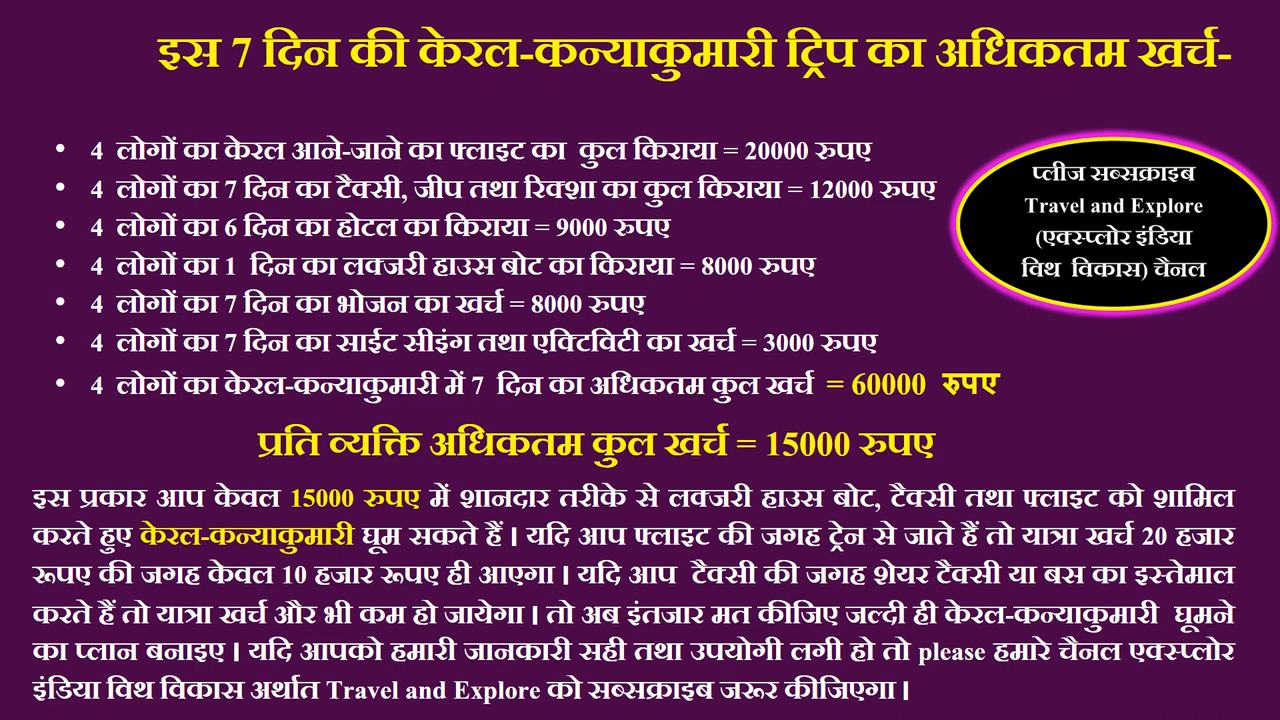 इस 7 दिन की केरल-कन्याकुमारी ट्रिप का अधिकतम खर्च-
• 4 लोगों का केरल आने-जाने का फ्लाइट का कुल किराया = 20000 रुपए
• 4 लोगों का 7 दिन का टैक्सी, जीप तथा रिक्शा का कुल किराया = 12000 रुपए
• 4 लोगों का 6 दिन का होटल का किराया = 9000 रुपए
• 4 लोगों का 1 दिन का लक्जरी हाउस बोट का किराया = 8000 रुपए
• 4 लोगों का 7 दिन का भोजन का खर्च = 8000 रुपए
• 4 लोगों का 7 दिन का साईट सीइंग तथा एक्टिविटी का खर्च = 3000 रुपए
• 4 लोगों का केरल-कन्याकुमारी में 7 दिन का अधिकतम कुल खर्च = 60000 रुपए
प्लीज सब्सक्राइब
Travel and Explore
(एक्स्प्लोर इंडिया
विथ विकास) चैनल
प्रति व्यक्ति अधिकतम कुल खर्च = 15000 रुपए
इस प्रकार आप केवल 15000 रुपए में शानदार तरीके से लक्जरी हाउस बोट, टैक्सी तथा फ्लाइट को शामिल
करते हुए केरल-कन्याकुमारी घूम सकते हैं। यदि आप फ्लाइट की जगह ट्रेन से जाते हैं तो यात्रा खर्च 20 हजार
रूपए की जगह केवल 10 हजार रूपए ही आएगा। यदि आप टैक्सी की जगह शेयर टैक्सी या बस का इस्तेमाल
करते हैं तो यात्रा खर्च और भी कम हो जायेगा। तो अब इंतजार मत कीजिए जल्दी ही केरल-कन्याकुमारी घूमने
का प्लान बनाइए। यदि आपको हमारी जानकारी सही तथा उपयोगी लगी हो तो please हमारे चैनल एक्स्प्लोर
इंडिया विथ विकास अर्थात Travel and Explore को सब्सक्राइब जरूर कीजिएगा।